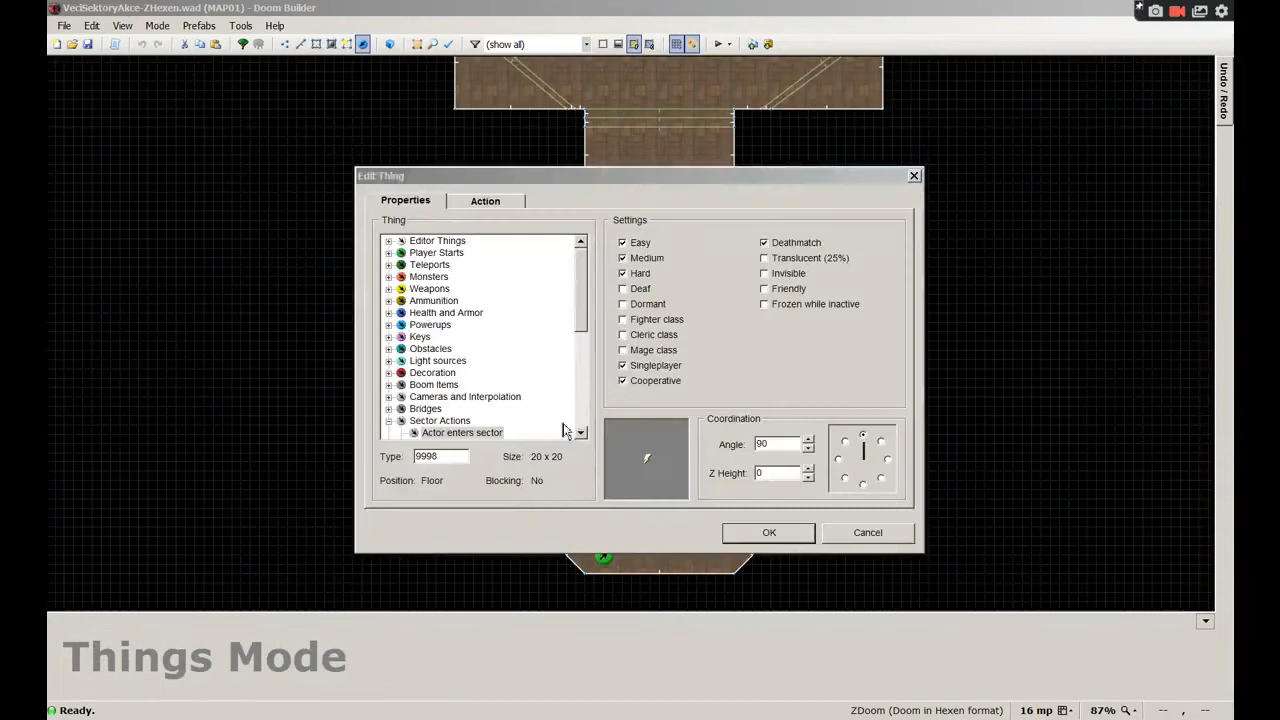 VeciSektoryAkce-ZHexen.wad (MAP01) - Doom Builder
File Edit View Mode Prefabs Tools Help
(show all)
Undo / Redo
Edit Thing
Properties Action
Thing
Editor Things
Player Starts
Teleports
Monsters
Weapons
Ammunition
Health and Armor
Powerups
Keys
Obstacles
Light sources
Decoration
Boom Items
Cameras and Interpolation
Bridges
Sector Actions
Actor enters sector
Type: 9998 Size: 20 x 20
Position: Floor Blocking: No
Settings
Easy
Medium
Hard
Deaf
Dormant
Fighter class
Cleric class
Mage class
Singleplayer
Cooperative
Deathmatch
Translucent (25%)
Invisible
Friendly
Frozen while inactive
Coordination
Angle: 90
Z Height: 0
OK Cancel
Things Mode
Ready. ZDoom (Doom in Hexen format) 16 mp 87% -- , --